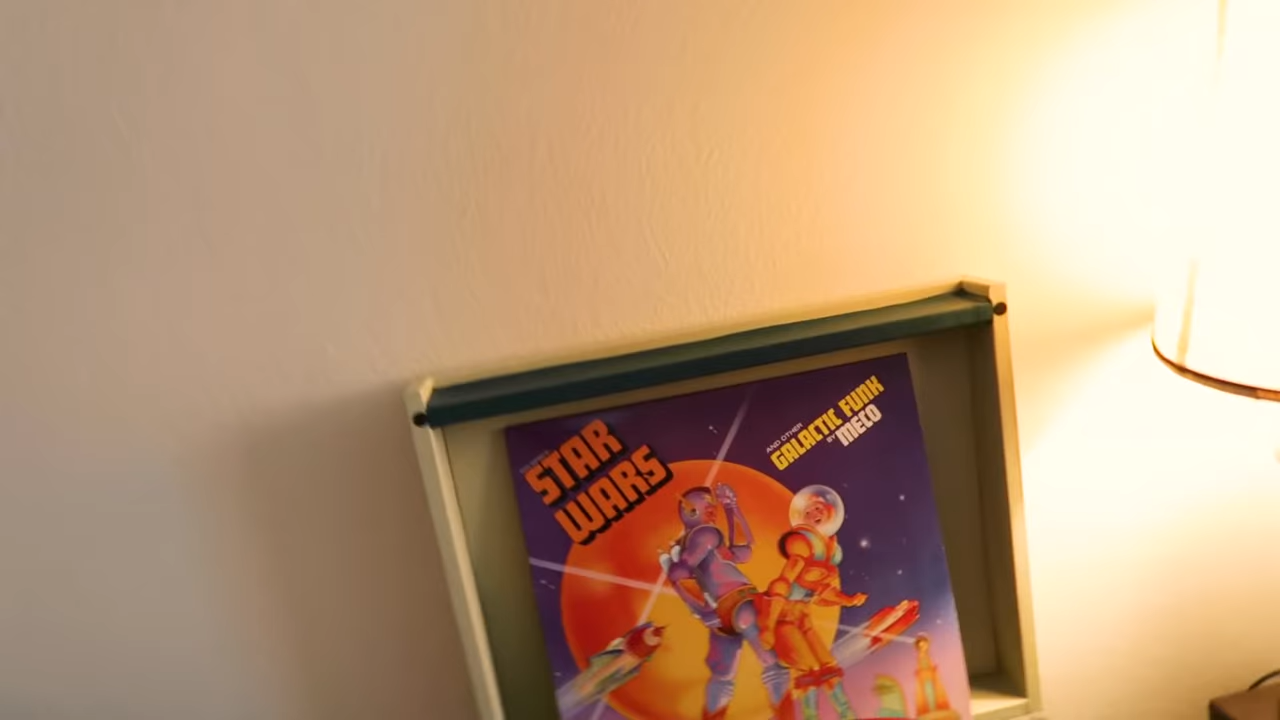 STAR
WARS
AND OTHER
GALACTIC FUNK
BY MECO